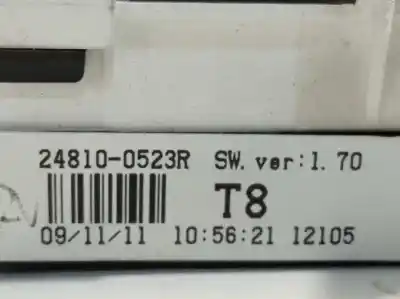 24810-0523R SW. ver:1. 70
T8
09/11/11 10:56:21 12105